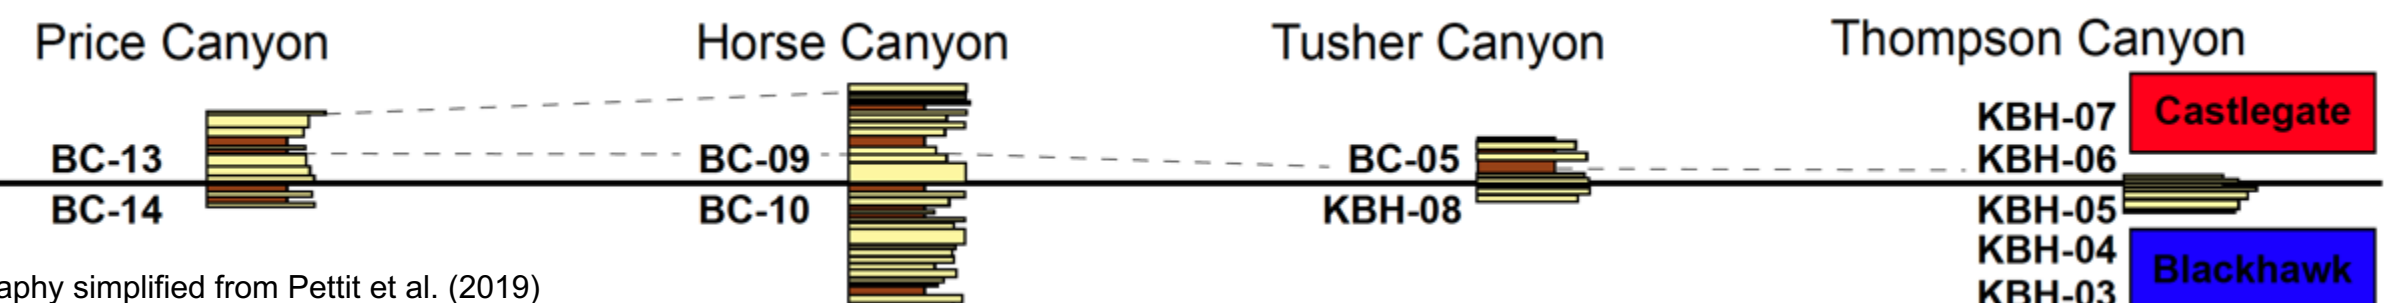 Price Canyon
Horse Canyon
Tusher Canyon
Thompson Canyon
KBH-07
Castlegate
BC-13
BC-09
BC-05
KBH-06
BC-14
BC-10
KBH-08
KBH-05
KBH-04
Blackhawk
aphy simplified from Pettit et al. (2019)
KBH-03